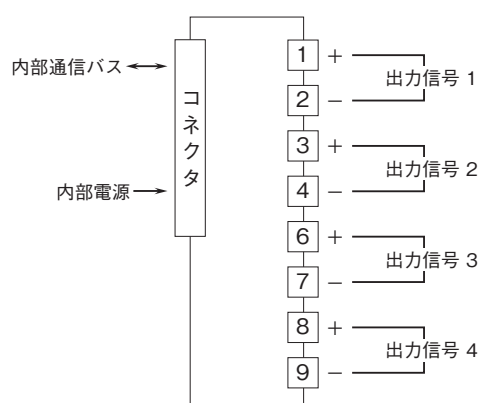 1 +
内部通信バス
出力信号 1
2 −
コネクタ
3 +
出力信号 2
内部電源
4 −
6 +
出力信号 3
7 −
8 +
出力信号 4
9 −